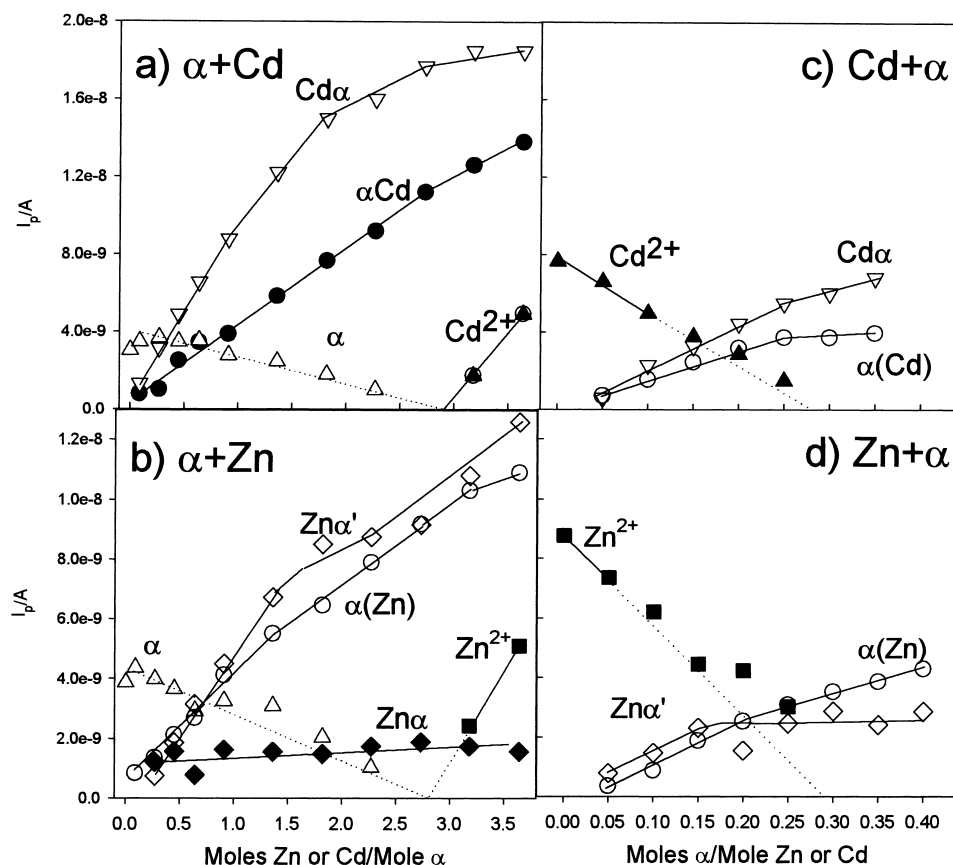 a) α+Cd
c) Cd+α
b) α+Zn
d) Zn+α
2.0e-8
1.6e-8
1.2e-8
8.0e-9
4.0e-9
0.0
Ip/A
Cdα
αCd
α
Cd2+
Cd2+
Cdα
α(Cd)
1.2e-8
1.0e-8
8.0e-9
6.0e-9
4.0e-9
2.0e-9
0.0
Ip/A
Znα'
α(Zn)
α
Zn2+
Znα
Zn2+
α(Zn)
Znα'
0.0 0.5 1.0 1.5 2.0 2.5 3.0 3.5
0.00 0.05 0.10 0.15 0.20 0.25 0.30 0.35 0.40
Moles Zn or Cd/Mole α
Moles α/Mole Zn or Cd